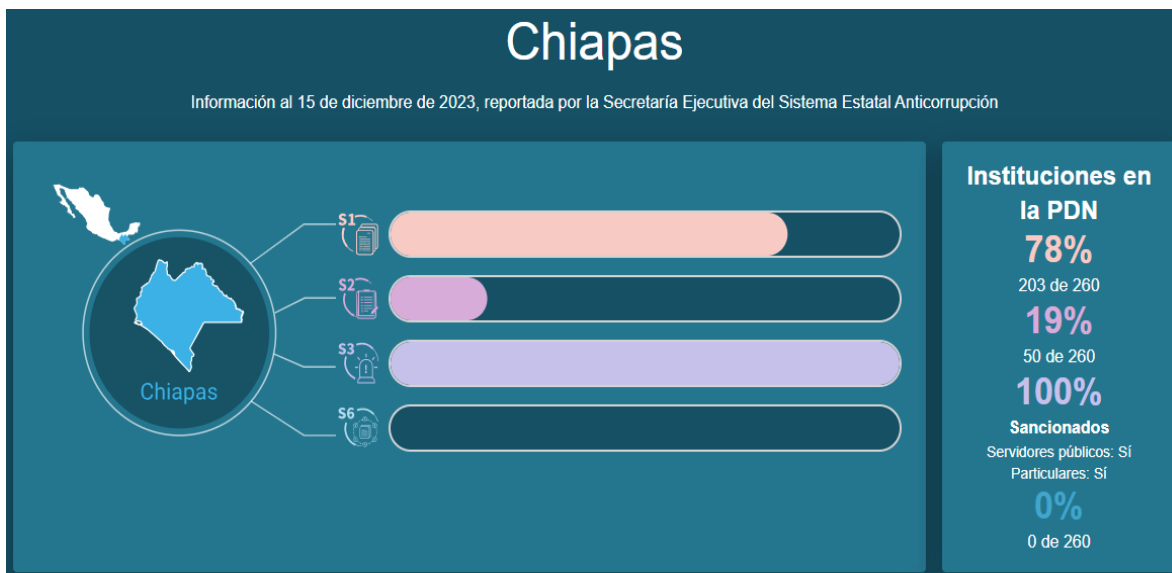 Chiapas
Información al 15 de diciembre de 2023, reportada por la Secretaría Ejecutiva del Sistema Estatal Anticorrupción
S1
S2
S3
S6
Chiapas
Instituciones en
la PDN
78%
203 de 260
19%
50 de 260
100%
Sancionados
Servidores públicos: Sí
Particulares: Sí
0%
0 de 260